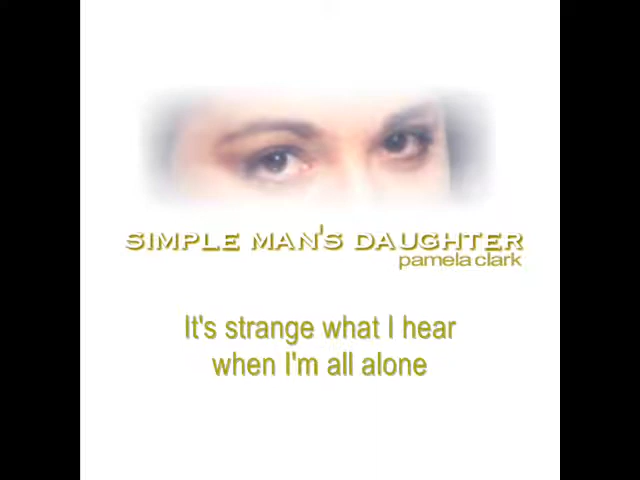 SIMPLE MAN'S DAUGHTER
pamela clark
It's strange what I hear
when I'm all alone